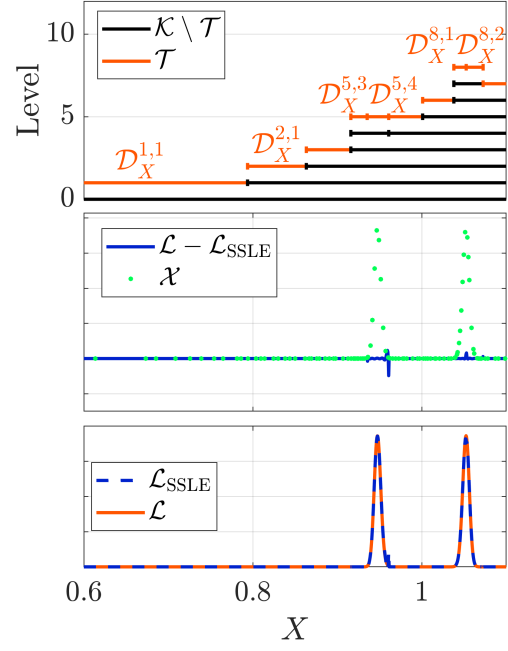 10
5
0
Level
𝒦 \ 𝒯
𝒯
𝒟_X^{1,1}
𝒟_X^{2,1}
𝒟_X^{5,3}
𝒟_X^{5,4}
𝒟_X^{8,1}
𝒟_X^{8,2}
ℒ − ℒ_SSLE
𝒳
ℒ_SSLE
ℒ
0.6
0.8
1
X